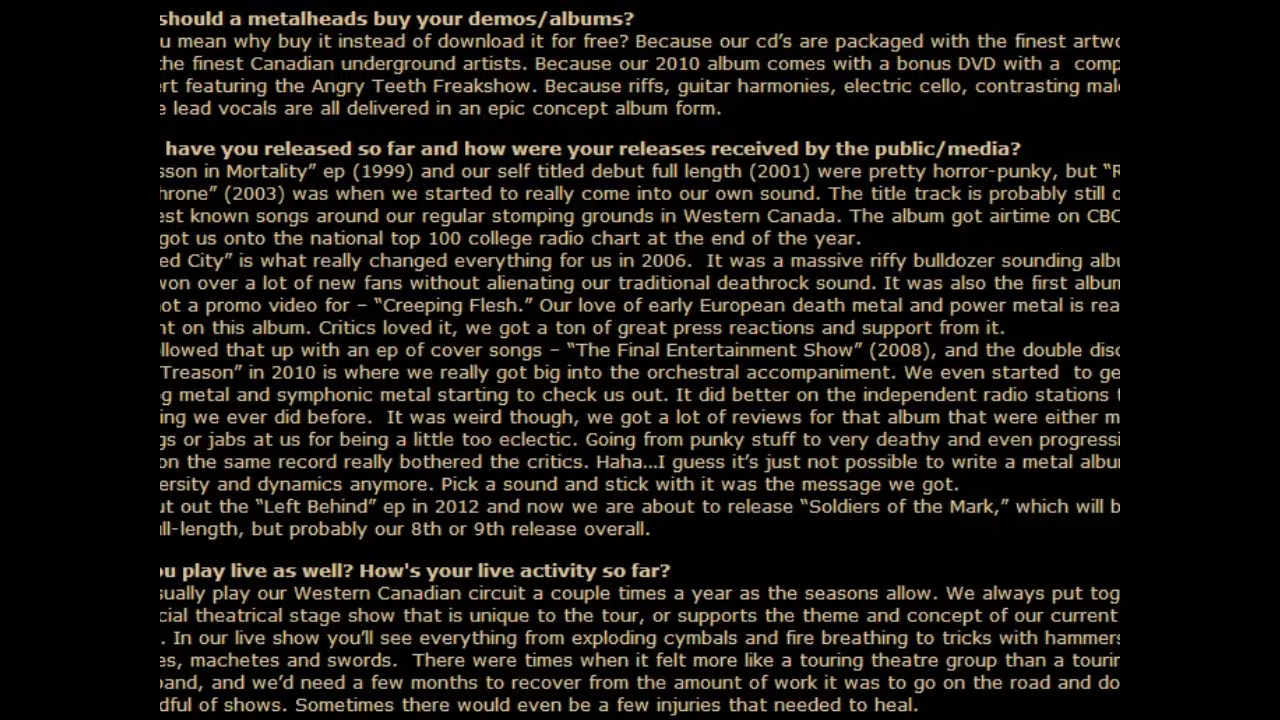 should a metalheads buy your demos/albums?
u mean why buy it instead of download it for free? Because our cd’s are packaged with the finest artwo
the finest Canadian underground artists. Because our 2010 album comes with a bonus DVD with a  comp
rt featuring the Angry Teeth Freakshow. Because riffs, guitar harmonies, electric cello, contrasting male
e lead vocals are all delivered in an epic concept album form.
have you released so far and how were your releases received by the public/media?
sson in Mortality” ep (1999) and our self titled debut full length (2001) were pretty horror-punky, but “R
hrone” (2003) was when we started to really come into our own sound. The title track is probably still o
est known songs around our regular stomping grounds in Western Canada. The album got airtime on CBC
got us onto the national top 100 college radio chart at the end of the year.
ed City” is what really changed everything for us in 2006.  It was a massive riffy bulldozer sounding albu
won over a lot of new fans without alienating our traditional deathrock sound. It was also the first album
ot a promo video for – “Creeping Flesh.” Our love of early European death metal and power metal is rea
nt on this album. Critics loved it, we got a ton of great press reactions and support from it.
llowed that up with an ep of cover songs – “The Final Entertainment Show” (2008), and the double disc
Treason” in 2010 is where we really got big into the orchestral accompaniment. We even started  to ge
g metal and symphonic metal starting to check us out. It did better on the independent radio stations t
ing we ever did before.  It was weird though, we got a lot of reviews for that album that were either m
gs or jabs at us for being a little too eclectic. Going from punky stuff to very deathy and even progressi
on the same record really bothered the critics. Haha…I guess it’s just not possible to write a metal albun
ersity and dynamics anymore. Pick a sound and stick with it was the message we got.
ut out the “Left Behind” ep in 2012 and now we are about to release “Soldiers of the Mark,” which will b
ll-length, but probably our 8th or 9th release overall.
ou play live as well? How's your live activity so far?
sually play our Western Canadian circuit a couple times a year as the seasons allow. We always put tog
cial theatrical stage show that is unique to the tour, or supports the theme and concept of our current
. In our live show you’ll see everything from exploding cymbals and fire breathing to tricks with hammers
es, machetes and swords.  There were times when it felt more like a touring theatre group than a tourin
band, and we’d need a few months to recover from the amount of work it was to go on the road and do
dful of shows. Sometimes there would even be a few injuries that needed to heal.